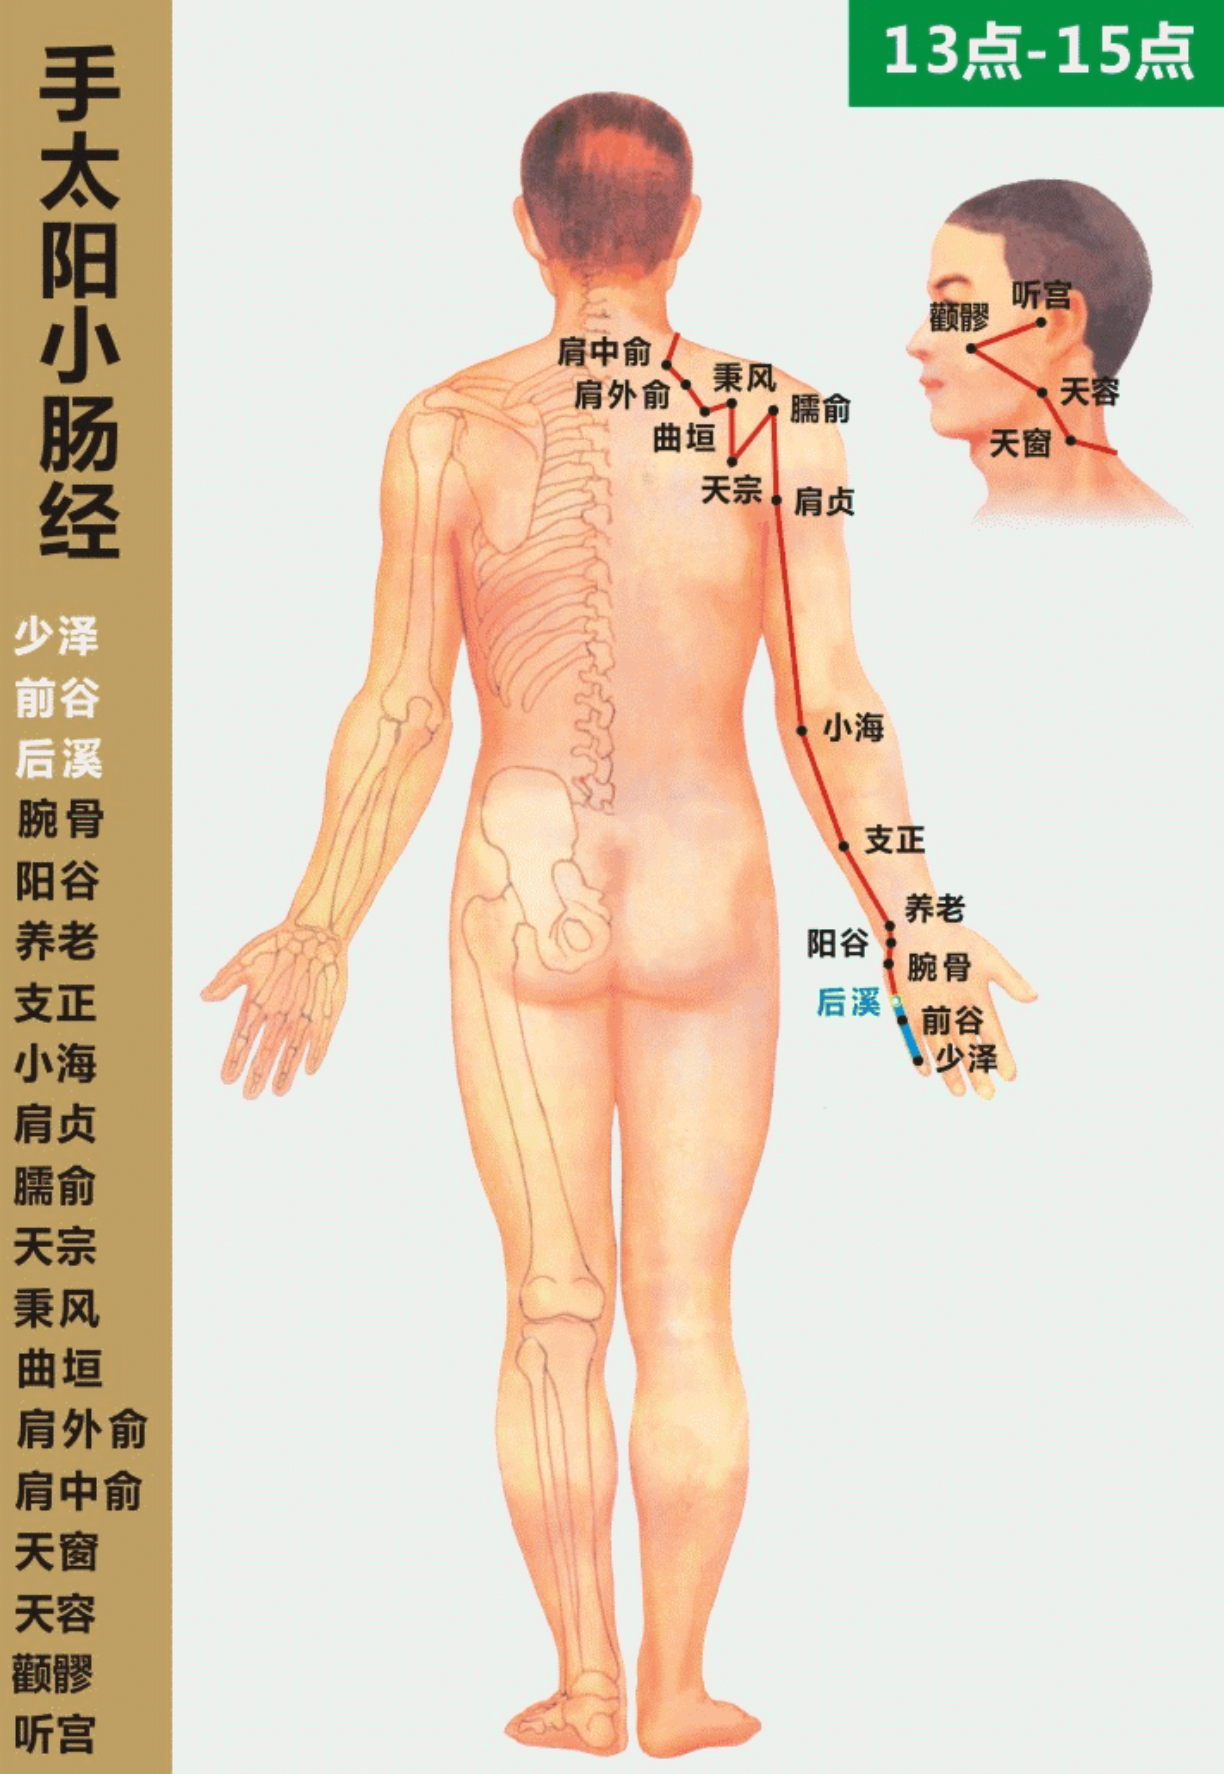 手太阳小肠经
少泽
前谷
后溪
腕骨
阳谷
养老
支正
小海
肩贞
臑俞
天宗
秉风
曲垣
肩外俞
肩中俞
天窗
天容
颧髎
听宫
13点-15点
听宫
颧髎
天容
天窗
肩中俞
肩外俞
秉风
臑俞
曲垣
天宗
肩贞
小海
支正
养老
阳谷
腕骨
后溪
前谷
少泽